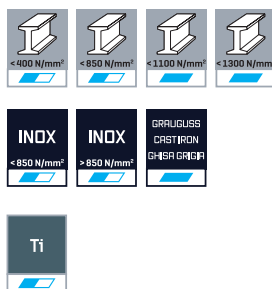 <400 N/mm² <850 N/mm² <1100 N/mm² <1300 N/mm²
INOX INOX GRAUGUSS
CAST IRON
GHISA GRIGIA
<850 N/mm² >850 N/mm²
Ti